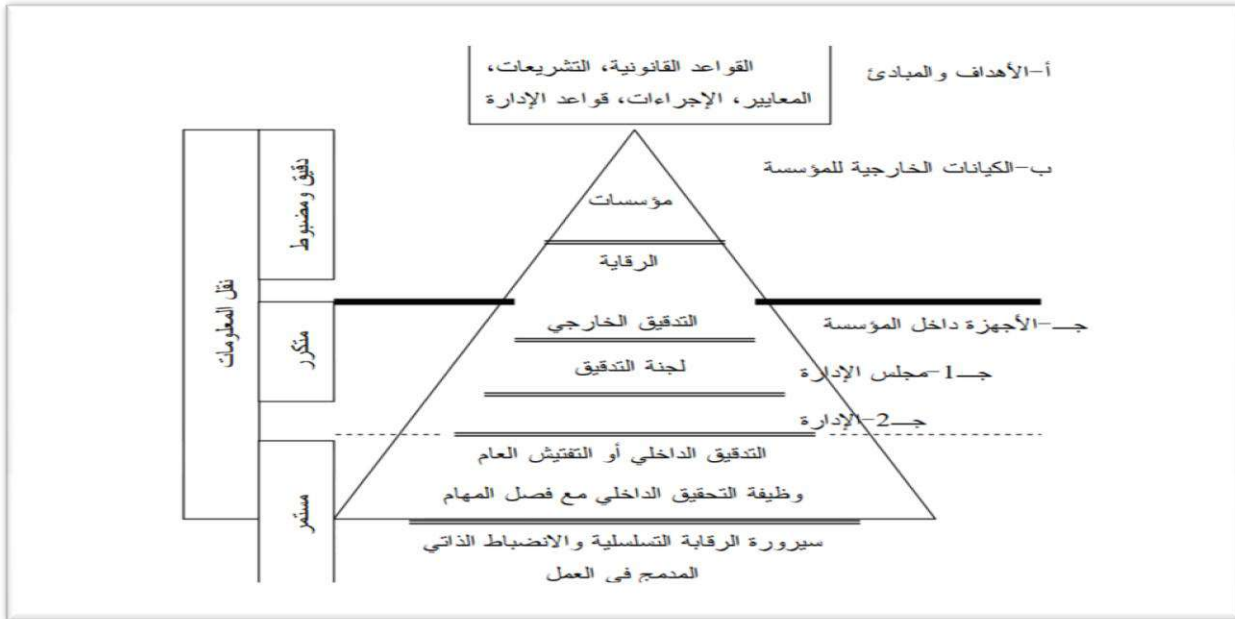 القواعد القانونية، التشريعات،
المعايير، الإجراءات، قواعد الإدارة
أ-الأهداف والمبادئ
ب-الكيانات الخارجية للمؤسسة
مؤسسات
الرقابة
جـ-الأجهزة داخل المؤسسة
التدقيق الخارجي
جـ1-مجلس الإدارة
لجنة التدقيق
جـ2-الإدارة
التدقيق الداخلي أو التفتيش العام
وظيفة التحقيق الداخلي مع فصل المهام
سيرورة الرقابة التسلسلية والانضباط الذاتي
المدمج في العمل
دقيق ومضبوط
متكرر
مستمر
نقل المعلومات